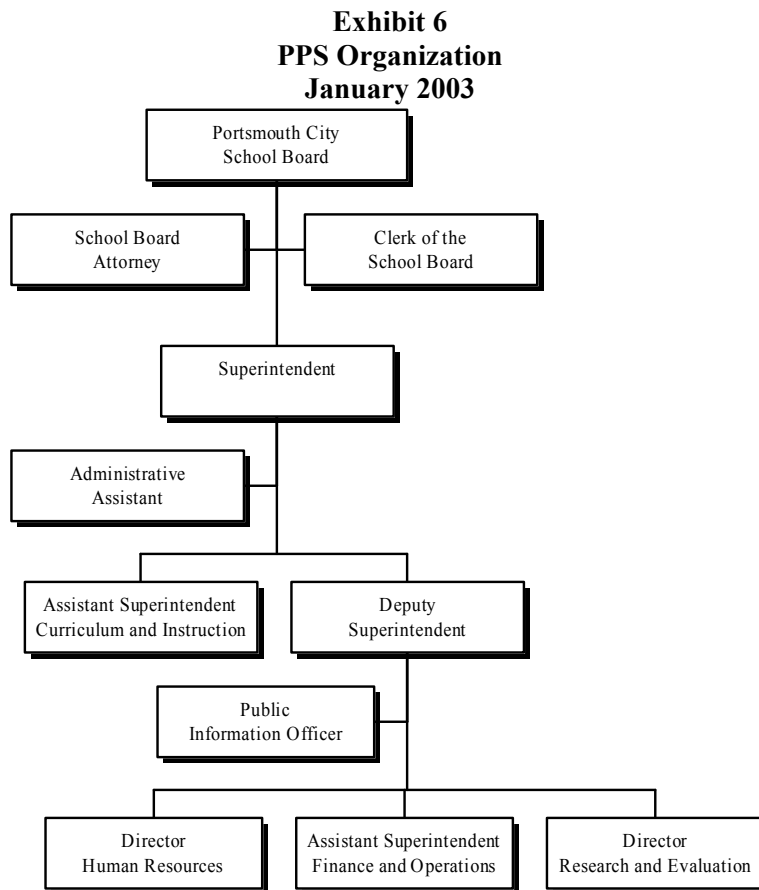 Exhibit 6
PPS Organization
January 2003
Portsmouth City
School Board
School Board
Attorney
Clerk of the
School Board
Superintendent
Administrative
Assistant
Assistant Superintendent
Curriculum and Instruction
Deputy
Superintendent
Public
Information Officer
Director
Human Resources
Assistant Superintendent
Finance and Operations
Director
Research and Evaluation